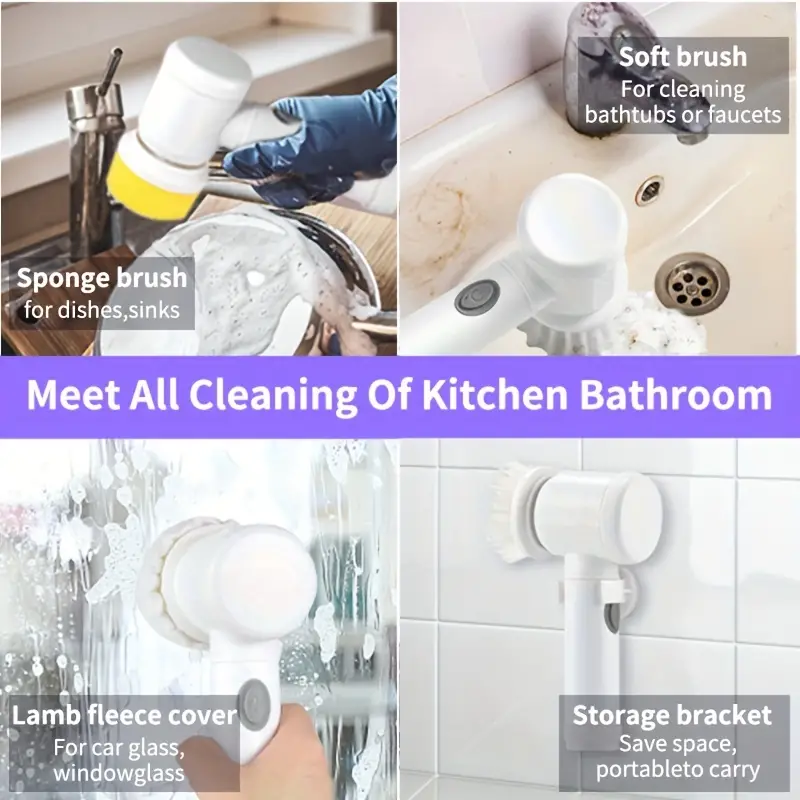 Sponge brush
for dishes,sinks
Soft brush
For cleaning
bathtubs or faucets
Meet All Cleaning Of Kitchen Bathroom
Lamb fleece cover
For car glass,
windowglass
Storage bracket
Save space,
portableto carry